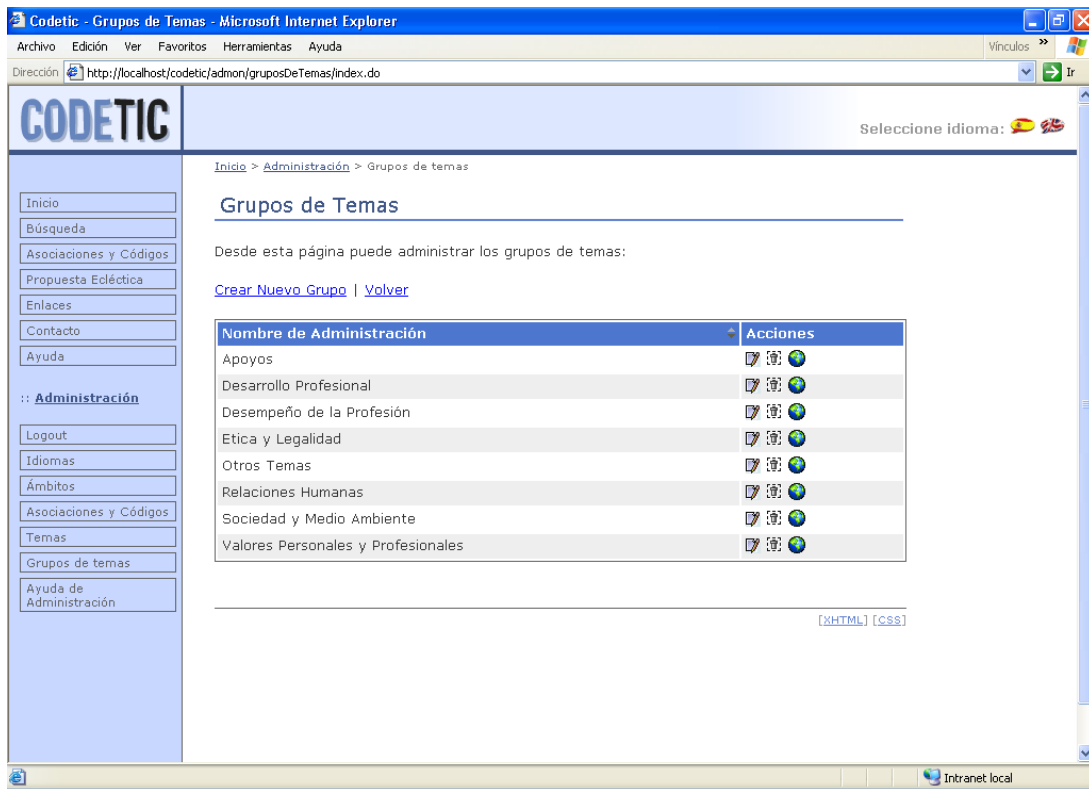 Codetic - Grupos de Temas - Microsoft Internet Explorer
Archivo Edición Ver Favoritos Herramientas Ayuda Vínculos »
Dirección http://localhost/codetic/admon/gruposDeTemas/index.do Ir
CODETIC
Seleccione idioma:
Inicio > Administración > Grupos de temas
Inicio
Búsqueda
Asociaciones y Códigos
Propuesta Ecléctica
Enlaces
Contacto
Ayuda
:: Administración
Logout
Idiomas
Ámbitos
Asociaciones y Códigos
Temas
Grupos de temas
Ayuda de
Administración
Grupos de Temas
Desde esta página puede administrar los grupos de temas:
Crear Nuevo Grupo | Volver
Nombre de Administración Acciones
Apoyos
Desarrollo Profesional
Desempeño de la Profesión
Etica y Legalidad
Otros Temas
Relaciones Humanas
Sociedad y Medio Ambiente
Valores Personales y Profesionales
[XHTML] [CSS]
Intranet local